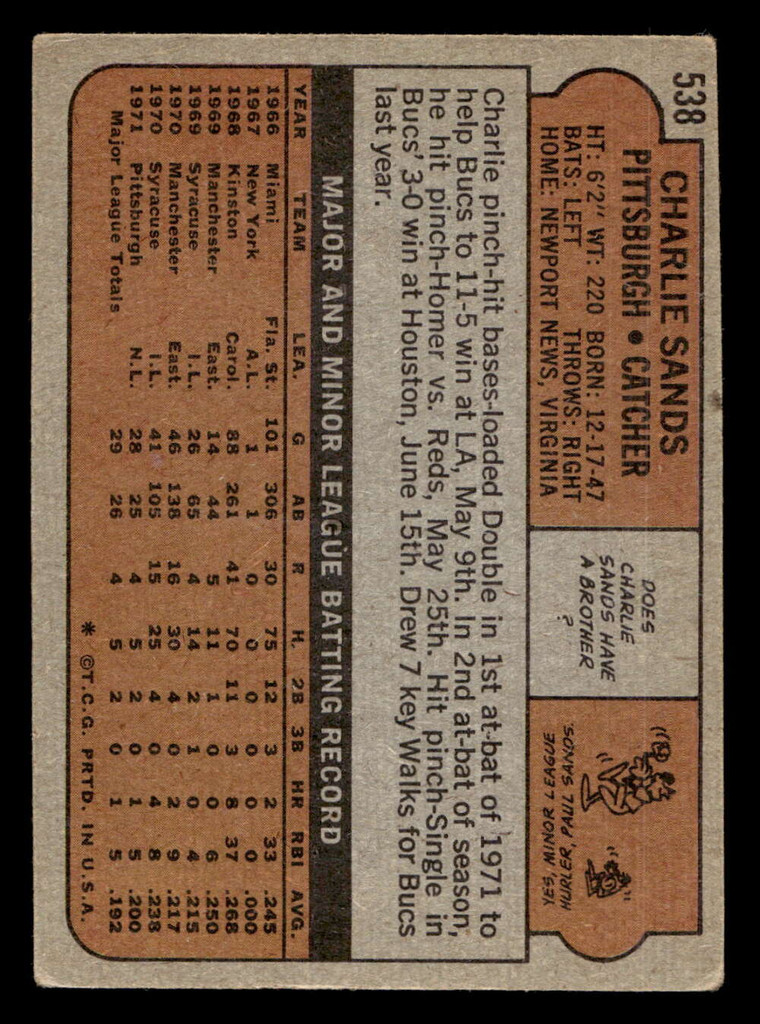 538
CHARLIE SANDS
PITTSBURGH • CATCHER
HT: 6'2" WT: 220 BORN: 12-17-47
BATS: LEFT THROWS: RIGHT
HOME: NEWPORT NEWS, VIRGINIA
DOES
CHARLIE
SANDS HAVE
A BROTHER
?
YES, MINOR LEAGUE
HURLER, PAUL SANDS.
Charlie pinch-hit bases-loaded Double in 1st at-bat of 1971 to
help Bucs to 11-5 win at LA, May 9th. In 2nd at-bat of season,
he hit pinch-Homer vs. Reds, May 25th. Hit pinch-Single in
Bucs' 3-0 win at Houston, June 15th. Drew 7 key Walks for Bucs
last year.
MAJOR AND MINOR LEAGUE BATTING RECORD
YEAR TEAM LEA. G AB R H. 2B 3B HR RBI AVG.
1966 Miami Fla. St. 101 306 30 75 12 3 2 33 .245
1967 New York A.L. 1 1 0 0 0 0 0 0 .000
1968 Kinston Carol. 88 261 41 70 11 3 8 37 .268
1969 Manchester East. 14 44 5 11 1 0 0 6 .250
1969 Syracuse I.L. 26 65 4 14 2 1 0 4 .215
1970 Manchester East. 46 138 16 30 4 0 2 9 .217
1970 Syracuse I.L. 41 105 15 25 4 0 4 8 .238
1971 Pittsburgh N.L. 28 25 4 5 2 0 1 5 .200
Major League Totals 29 26 4 5 2 0 1 5 .192
* ©T.C.G. PRTD. IN U.S.A.